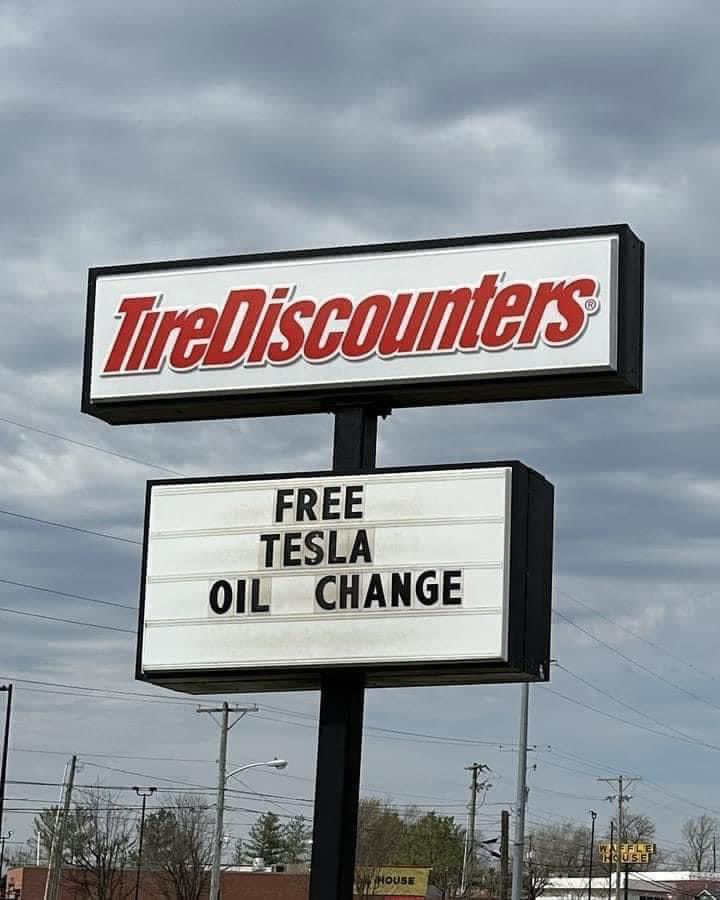 TireDiscounters®
FREE
TESLA
OIL CHANGE
WAFFLE
HOUSE
HOUSE